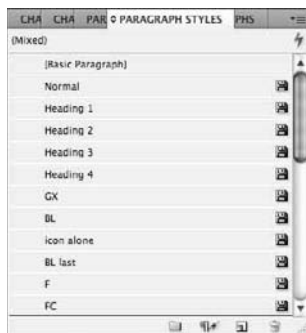 CHA CHA PAR PARAGRAPH STYLES PHS
(Mixed)
[Basic Paragraph]
Normal
Heading 1
Heading 2
Heading 3
Heading 4
GX
BL
icon alone
BL last
F
FC